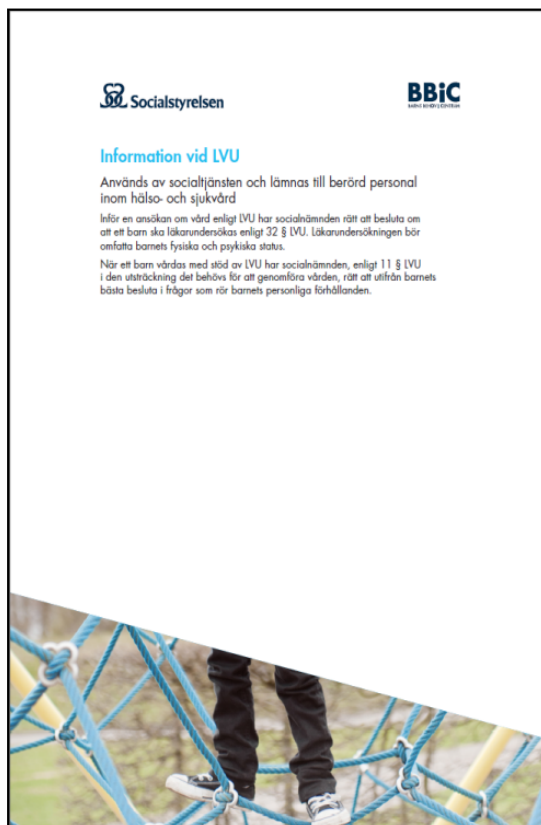 Socialstyrelsen
BBiC
BARNS BEHOV I CENTRUM
Information vid LVU
Används av socialtjänsten och lämnas till berörd personal
inom hälso- och sjukvård
Inför en ansökan om vård enligt LVU har socialnämnden rätt att besluta om
att ett barn ska läkarundersökas enligt 32 § LVU. Läkarundersökningen bör
omfatta barnets fysiska och psykiska status.
När ett barn vårdas med stöd av LVU har socialnämnden, enligt 11 § LVU
i den utsträckning det behövs för att genomföra vården, rätt att utifrån barnets
bästa besluta i frågor som rör barnets personliga förhållanden.